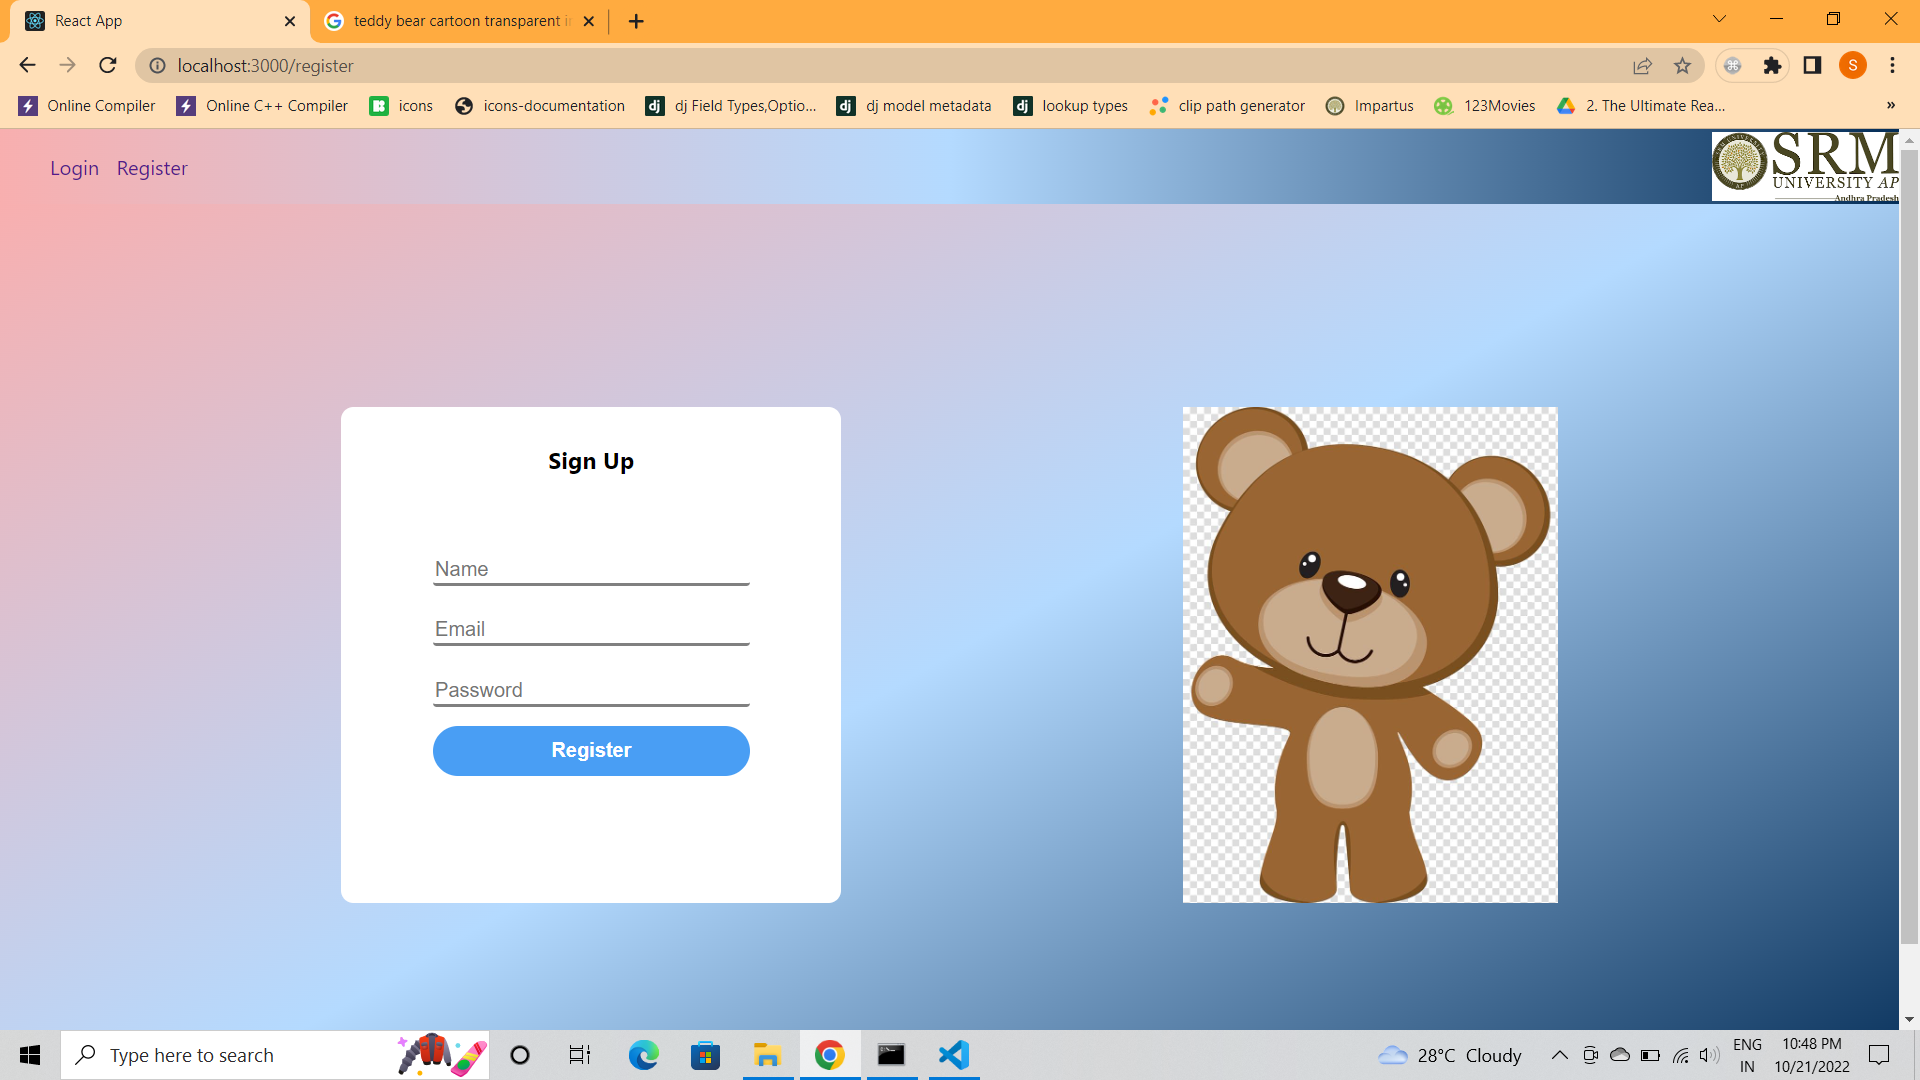 React App
teddy bear cartoon transparent i
localhost:3000/register
S
Online Compiler
Online C++ Compiler
icons
icons-documentation
dj Field Types,Optio...
dj model metadata
lookup types
clip path generator
Impartus
123Movies
2. The Ultimate Rea...
»
Login Register
SRM
UNIVERSITY AP
Andhra Pradesh
Sign Up
Name
Email
Password
Register
Type here to search
28°C Cloudy
ENG
IN
10:48 PM
10/21/2022